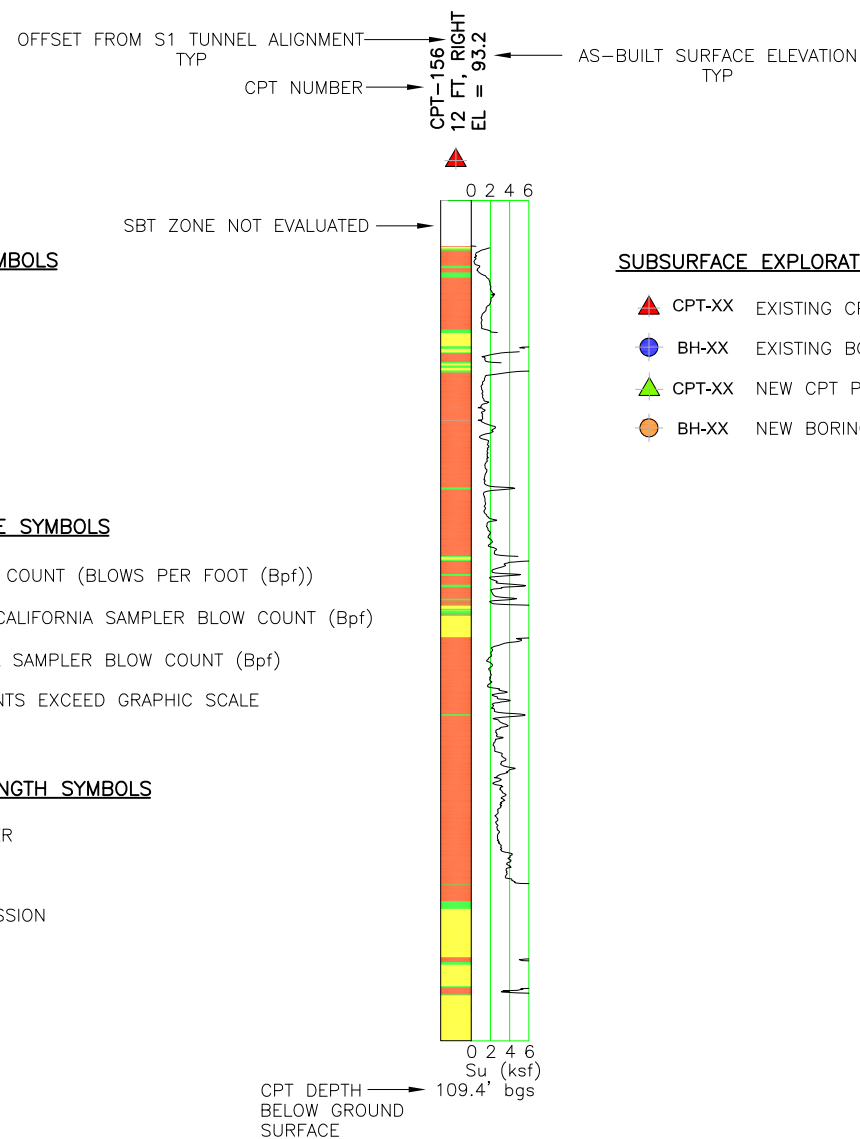 OFFSET FROM S1 TUNNEL ALIGNMENT
TYP
CPT NUMBER
CPT-156
12 FT, RIGHT
EL = 93.2
AS-BUILT SURFACE ELEVATION
TYP
0 2 4 6
SBT ZONE NOT EVALUATED
MBOLS
SUBSURFACE EXPLORAT
CPT-XX EXISTING CP
BH-XX EXISTING BO
CPT-XX NEW CPT P
BH-XX NEW BORING
E SYMBOLS
COUNT (BLOWS PER FOOT (Bpf))
CALIFORNIA SAMPLER BLOW COUNT (Bpf)
SAMPLER BLOW COUNT (Bpf)
NTS EXCEED GRAPHIC SCALE
NGTH SYMBOLS
ER
SSION
0 2 4 6
Su (ksf)
109.4' bgs
CPT DEPTH
BELOW GROUND
SURFACE